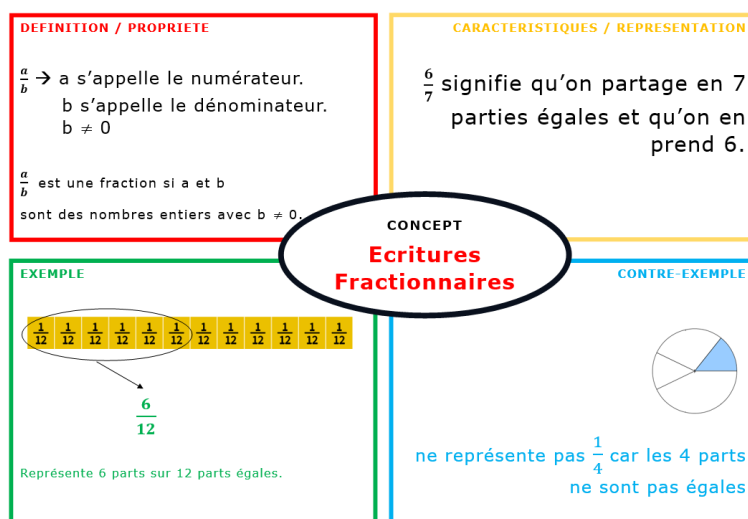 DEFINITION / PROPRIETE
a/b → a s’appelle le numérateur.
b s’appelle le dénominateur.
b ≠ 0
a/b est une fraction si a et b
sont des nombres entiers avec b ≠ 0.
CARACTERISTIQUES / REPRESENTATION
6/7 signifie qu’on partage en 7
parties égales et qu’on en
prend 6.
CONCEPT
Ecritures
Fractionnaires
EXEMPLE
1/12 1/12 1/12 1/12 1/12 1/12 1/12 1/12 1/12 1/12 1/12 1/12
6/12
Représente 6 parts sur 12 parts égales.
CONTRE-EXEMPLE
ne représente pas 1/4 car les 4 parts
ne sont pas égales